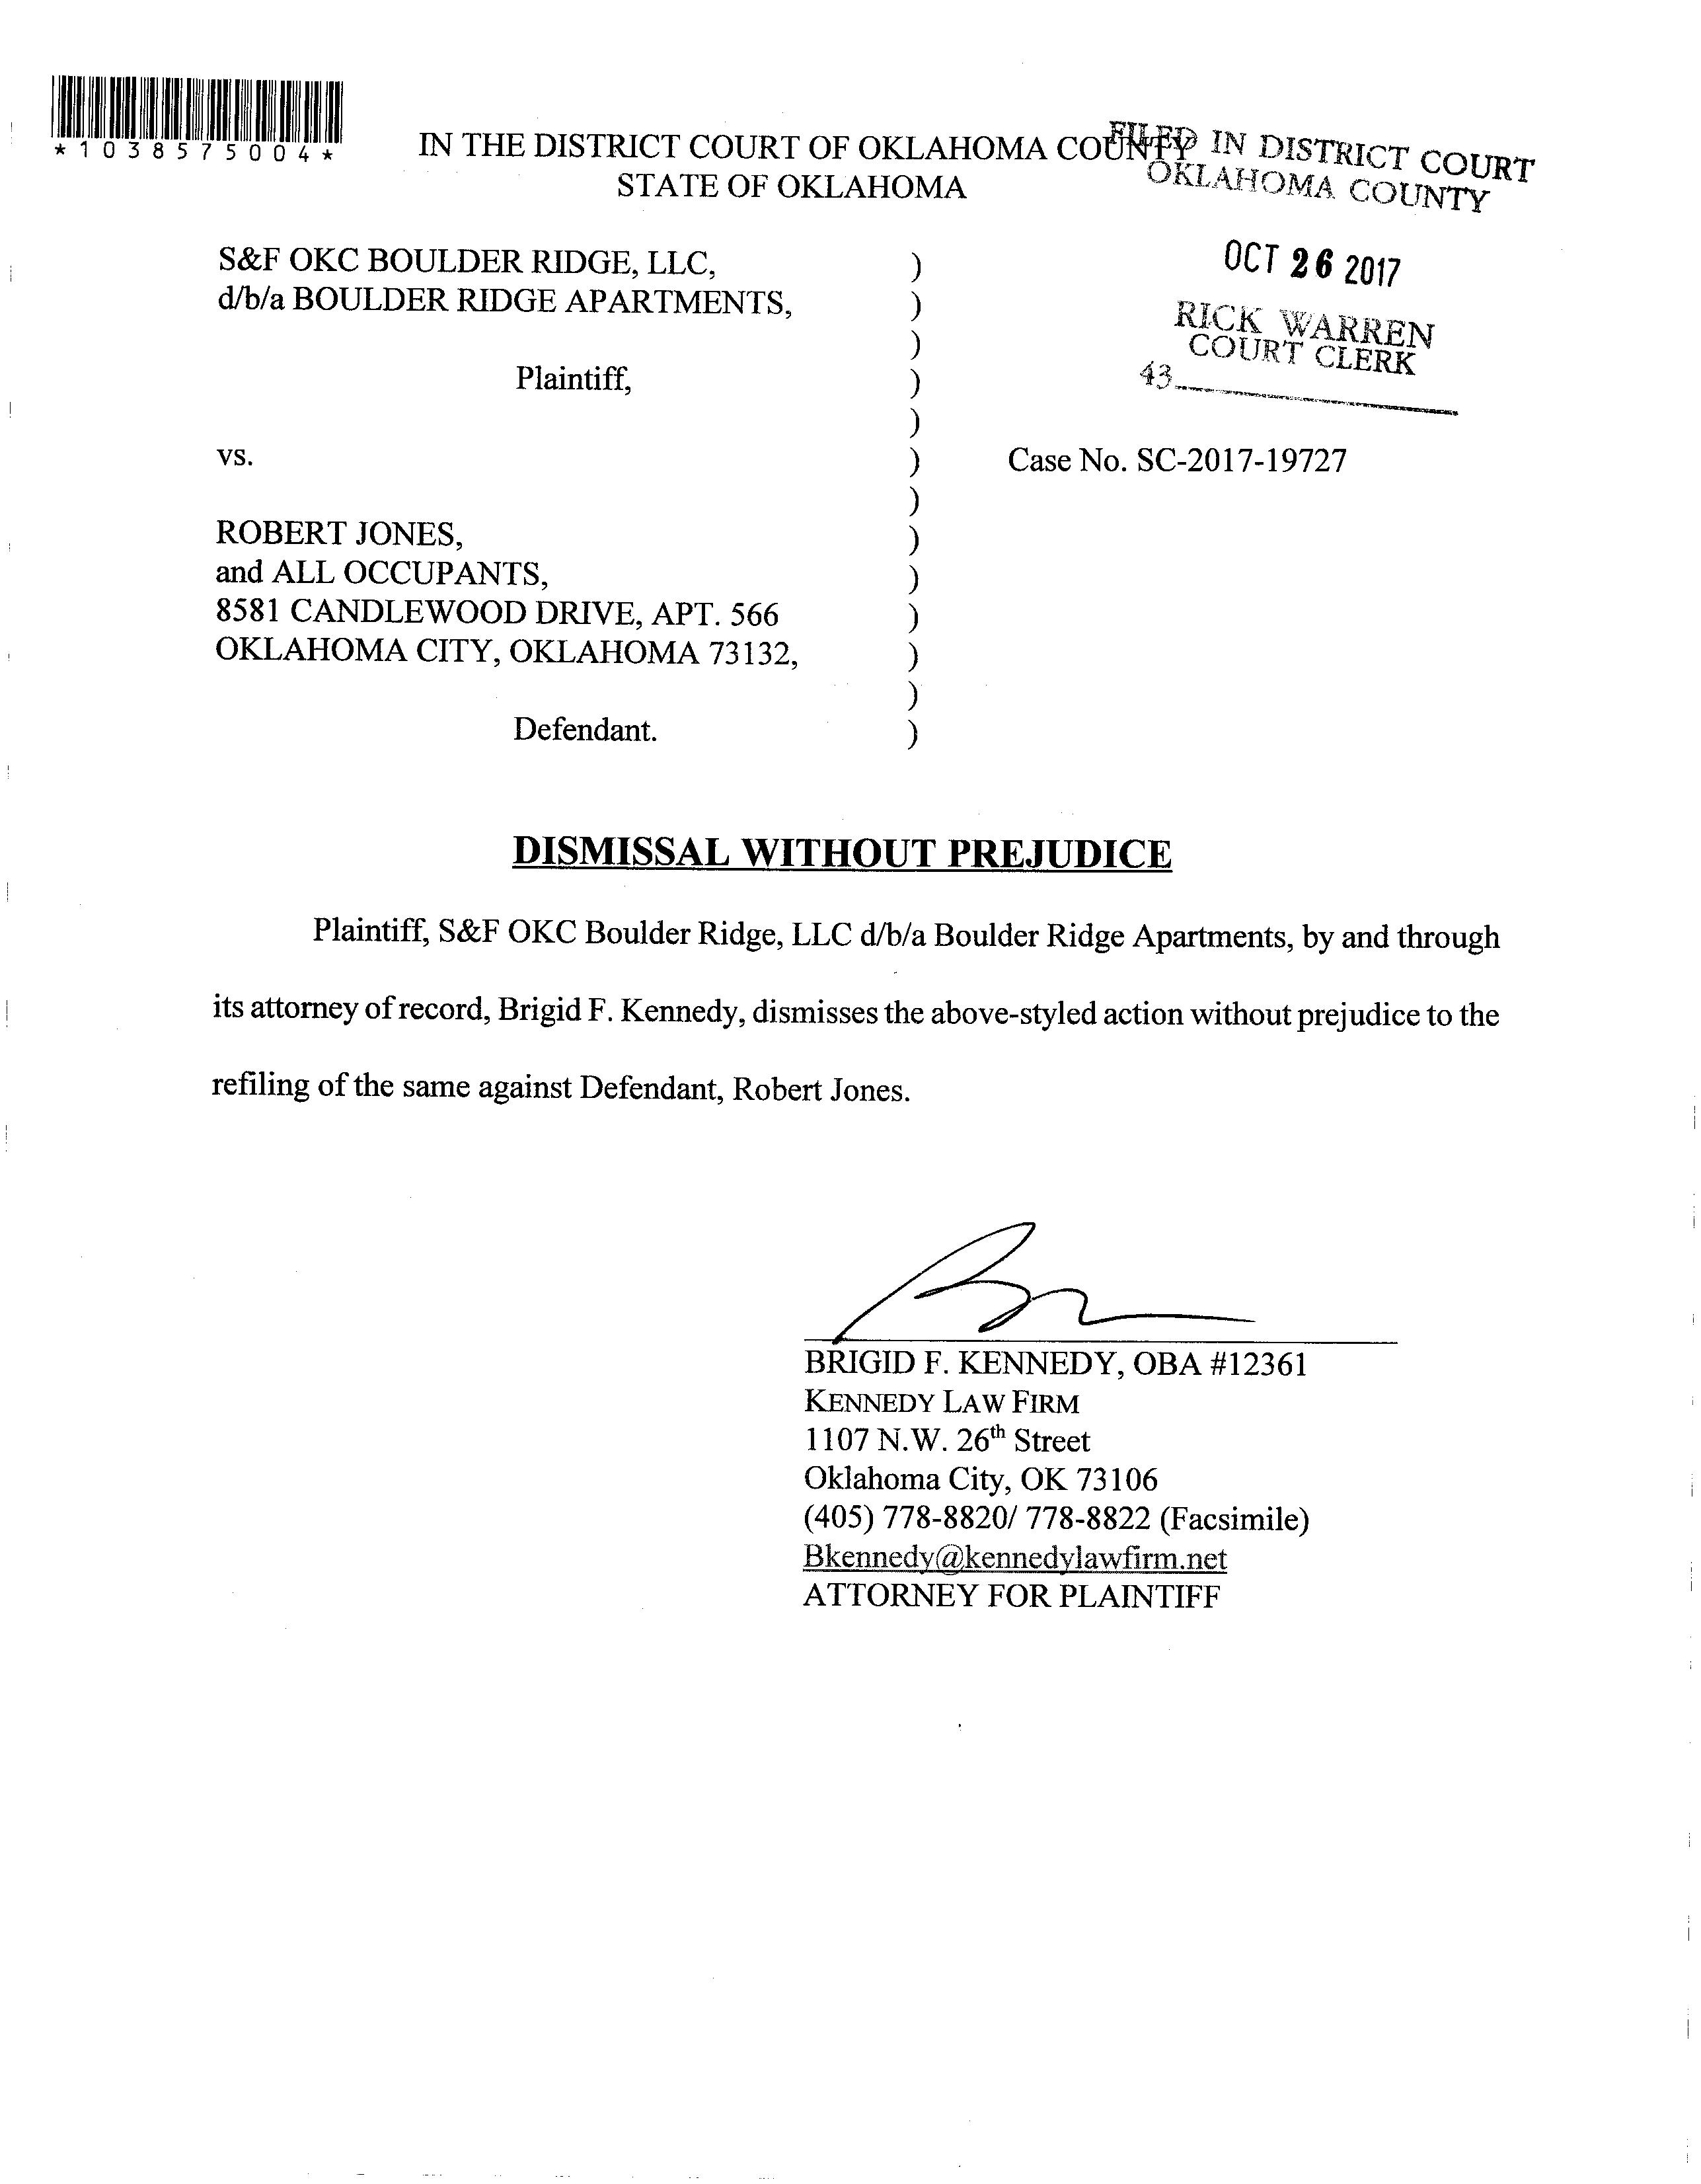 *1038575004*
IN THE DISTRICT COURT OF OKLAHOMA COUNTY
STATE OF OKLAHOMA
FILED IN DISTRICT COURT
OKLAHOMA COUNTY
OCT 26 2017
RICK WARREN
COURT CLERK
43
S&F OKC BOULDER RIDGE, LLC, )
d/b/a BOULDER RIDGE APARTMENTS, )
)
Plaintiff, )
)
vs. ) Case No. SC-2017-19727
)
ROBERT JONES, )
and ALL OCCUPANTS, )
8581 CANDLEWOOD DRIVE, APT. 566 )
OKLAHOMA CITY, OKLAHOMA 73132, )
)
Defendant. )
DISMISSAL WITHOUT PREJUDICE
Plaintiff, S&F OKC Boulder Ridge, LLC d/b/a Boulder Ridge Apartments, by and through
its attorney of record, Brigid F. Kennedy, dismisses the above-styled action without prejudice to the
refiling of the same against Defendant, Robert Jones.
BRIGID F. KENNEDY, OBA #12361
KENNEDY LAW FIRM
1107 N.W. 26th Street
Oklahoma City, OK 73106
(405) 778-8820/ 778-8822 (Facsimile)
Bkennedy@kennedylawfirm.net
ATTORNEY FOR PLAINTIFF